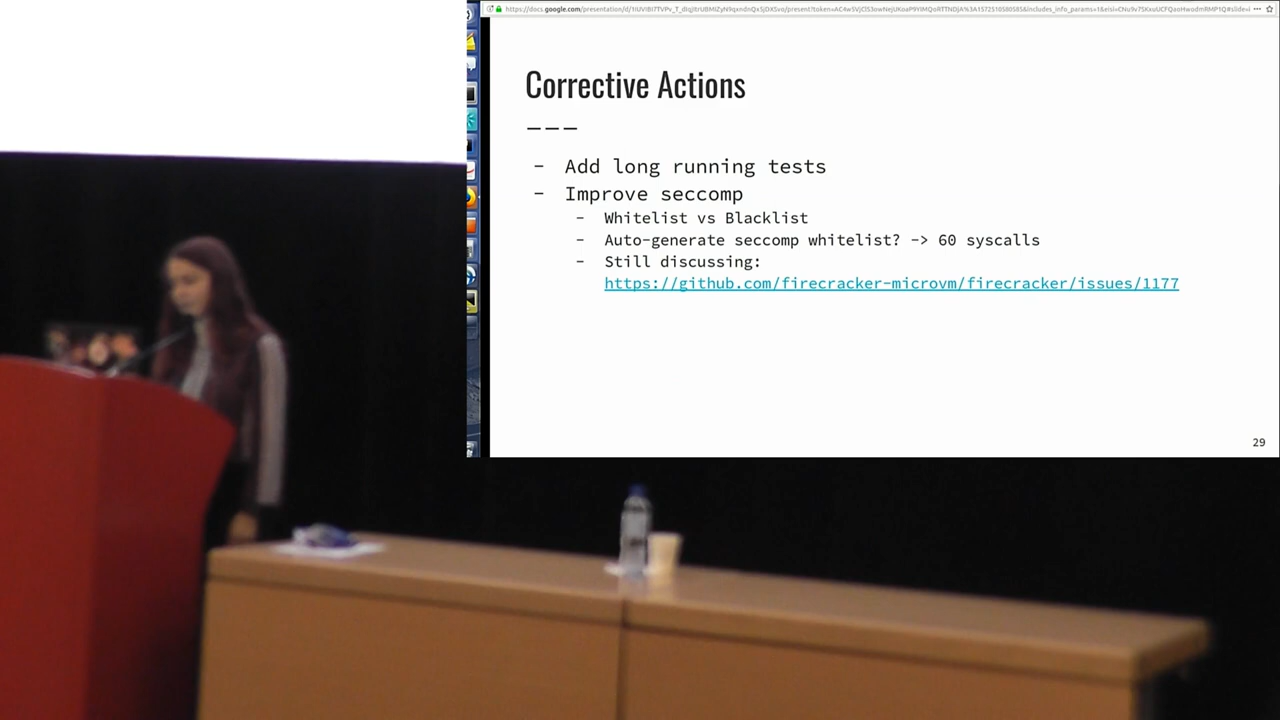 Corrective Actions
---
- Add long running tests
- Improve seccomp
- Whitelist vs Blacklist
- Auto-generate seccomp whitelist? -> 60 syscalls
- Still discussing:
https://github.com/firecracker-microvm/firecracker/issues/1177
29